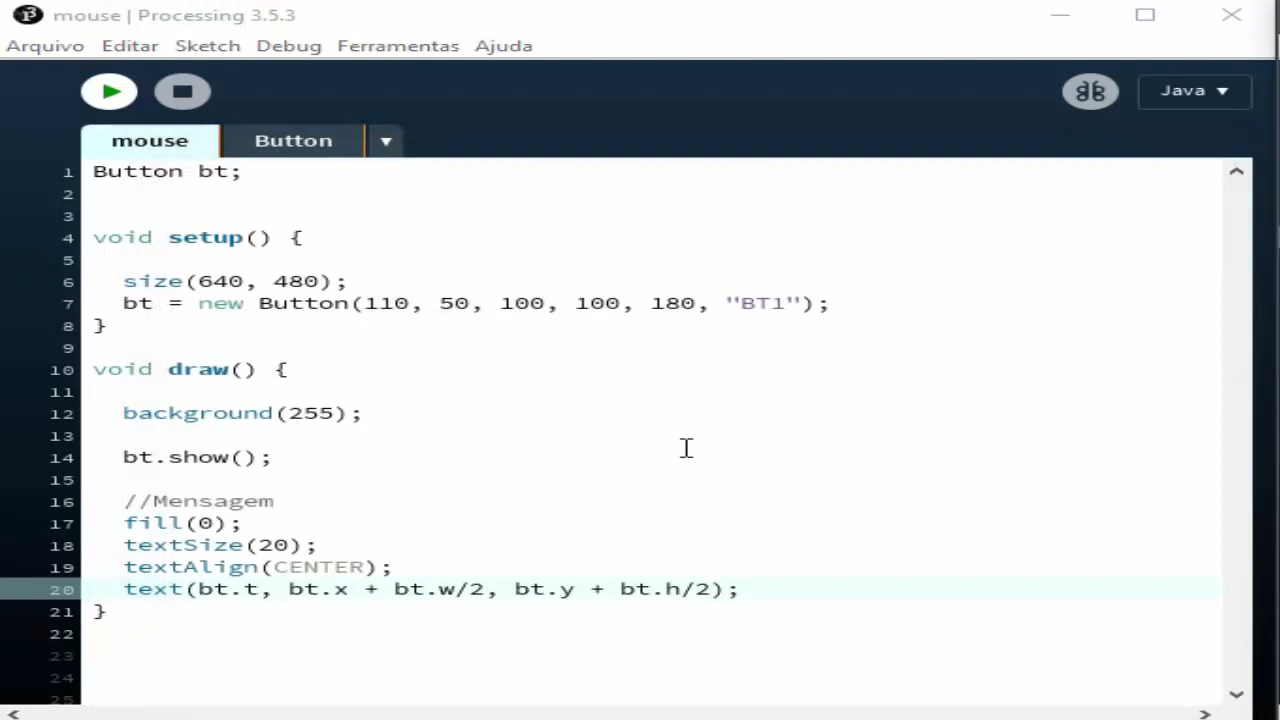 mouse | Processing 3.5.3
Arquivo Editar Sketch Debug Ferramentas Ajuda
Java
mouse Button
1 Button bt;
2
3
4 void setup() {
5
6 size(640, 480);
7 bt = new Button(110, 50, 100, 100, 180, "BT1");
8 }
9
10 void draw() {
11
12 background(255);
13
14 bt.show();
15
16 //Mensagem
17 fill(0);
18 textSize(20);
19 textAlign(CENTER);
20 text(bt.t, bt.x + bt.w/2, bt.y + bt.h/2);
21 }
22
23
24
25